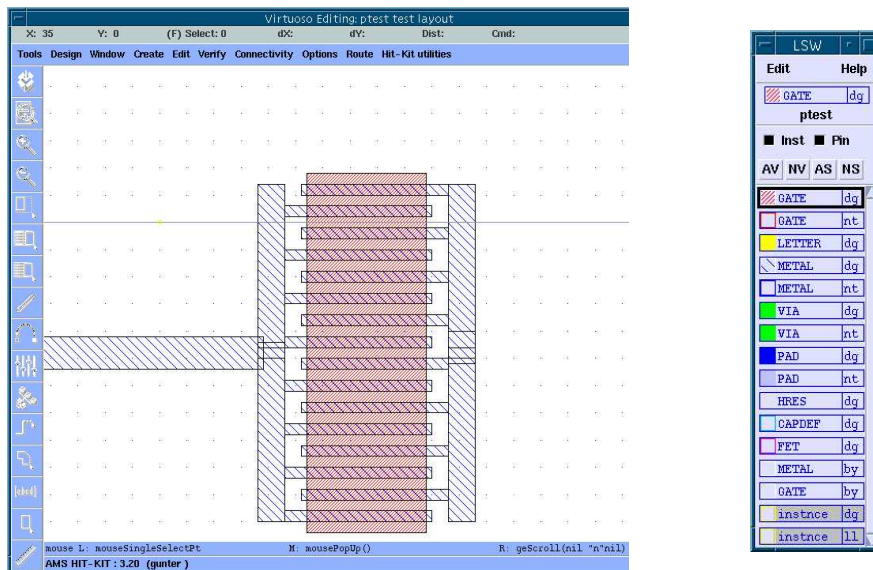 Virtuoso Editing: ptest test layout
X: 35 Y: 0 (F) Select: 0 dX: dY: Dist: Cmd:
Tools Design Window Create Edit Verify Connectivity Options Route Hit-Kit utilities
[abcd]
mouse L: mouseSingleSelectPt M: mousePopUp() R: geScroll(nil "n"nil)
AMS HIT-KIT : 3.20 (gunter )
LSW
Edit Help
GATE dg
ptest
Inst Pin
AV NV AS NS
GATE dg
GATE nt
LETTER dg
METAL dg
METAL nt
VIA dg
VIA nt
PAD dg
PAD nt
HRES dg
CAPDEF dg
FET dg
METAL by
GATE by
instnce dg
instnce ll